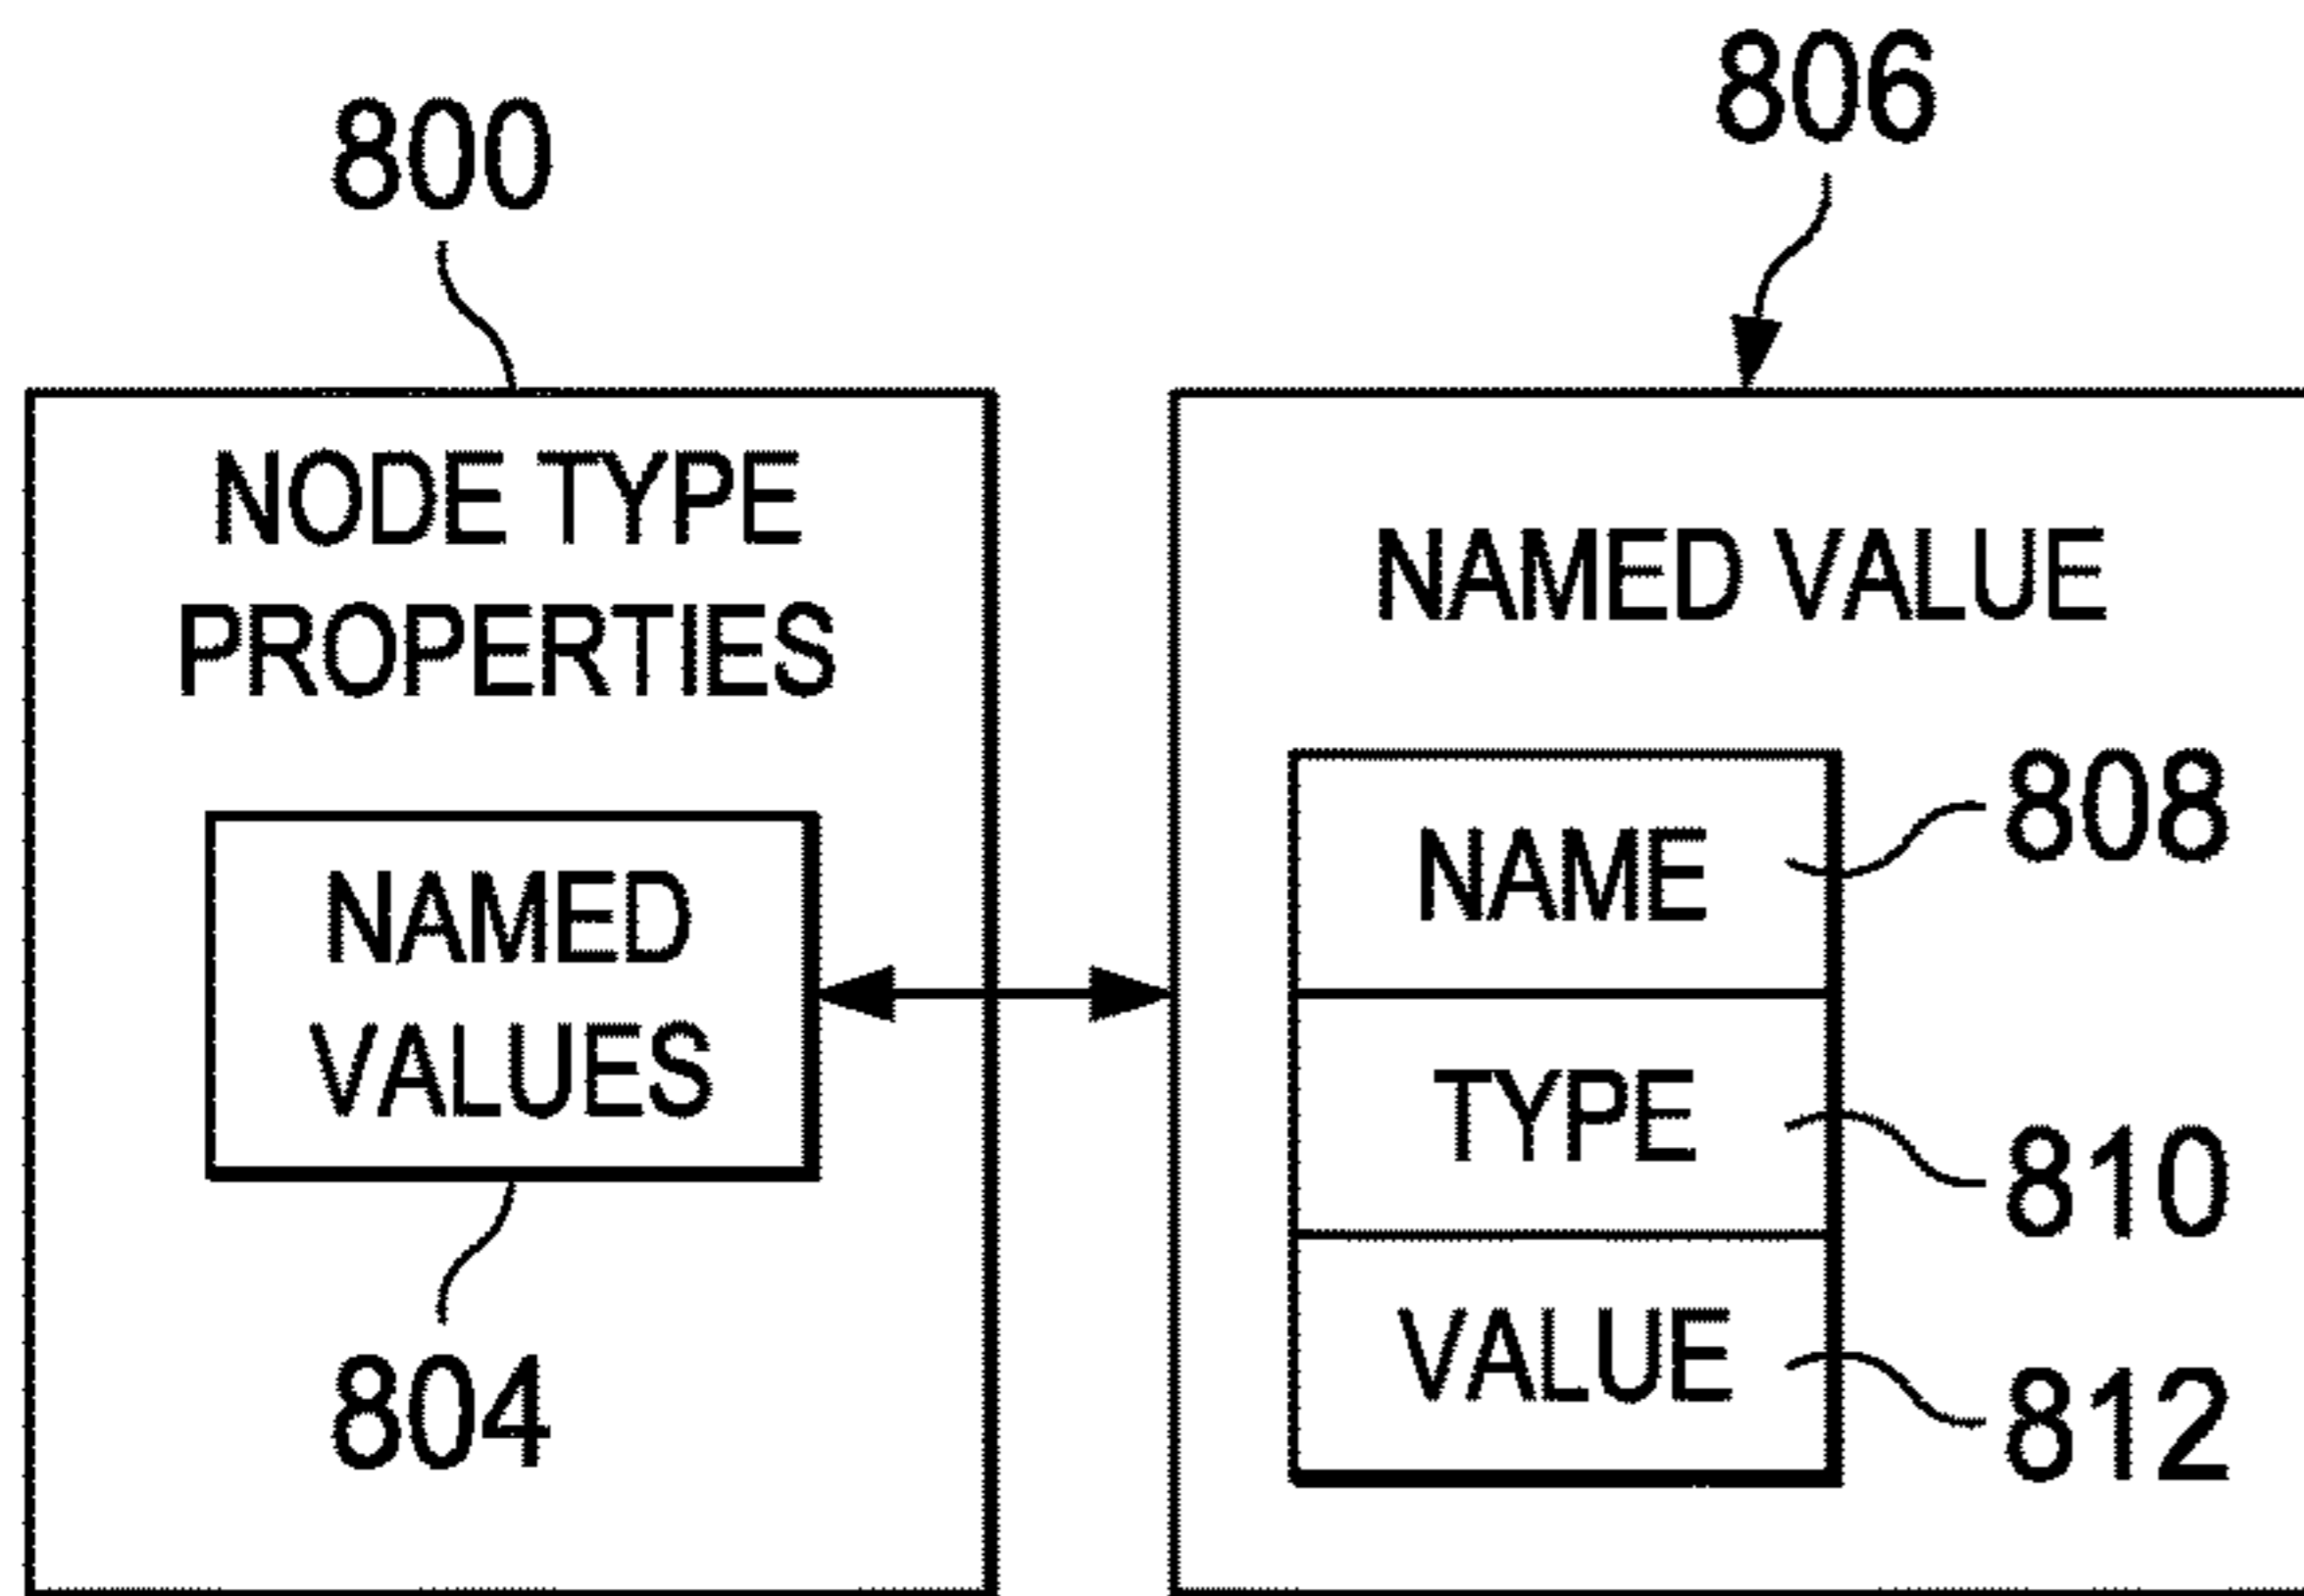 800
806
NODE TYPE
PROPERTIES
NAMED
VALUES
804
NAMED VALUE
NAME
808
TYPE
810
VALUE
812